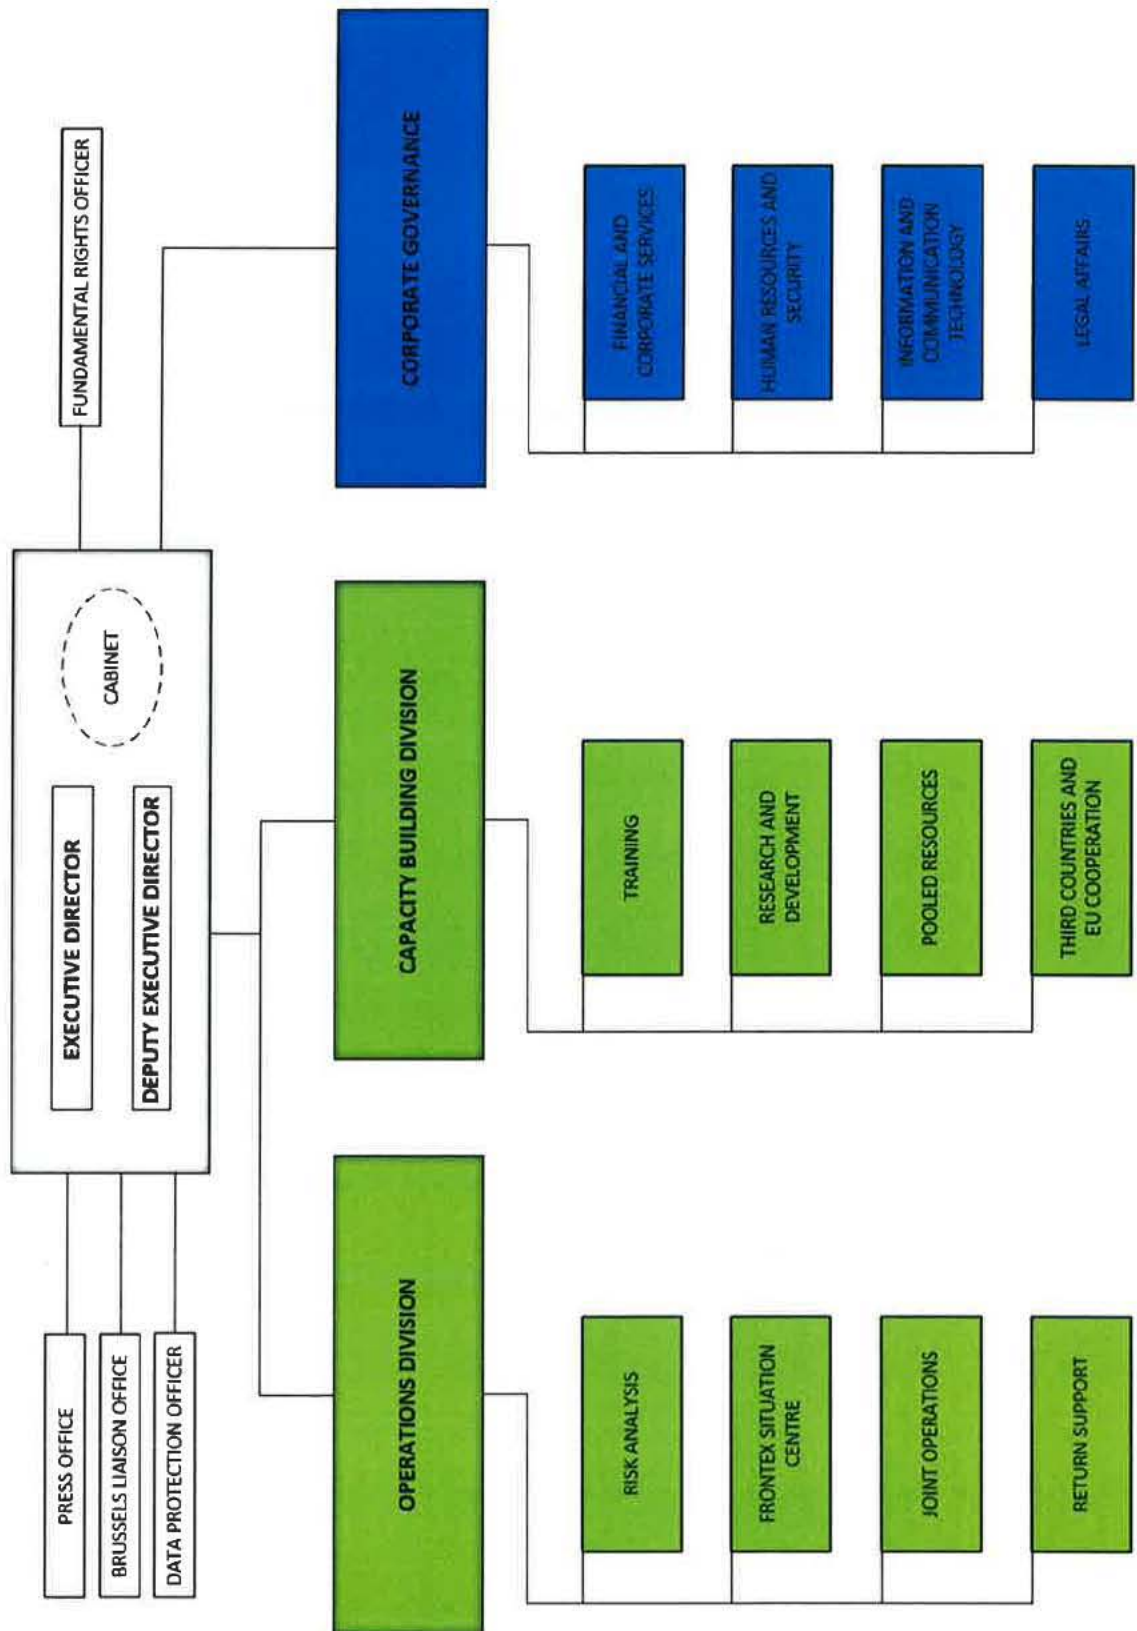 PRESS OFFICE
BRUSSELS LIAISON OFFICE
DATA PROTECTION OFFICER
EXECUTIVE DIRECTOR
DEPUTY EXECUTIVE DIRECTOR
CABINET
FUNDAMENTAL RIGHTS OFFICER
OPERATIONS DIVISION
CAPACITY BUILDING DIVISION
CORPORATE GOVERNANCE
RISK ANALYSIS
FRONTEX SITUATION
CENTRE
JOINT OPERATIONS
RETURN SUPPORT
TRAINING
RESEARCH AND
DEVELOPMENT
POOLED RESOURCES
THIRD COUNTRIES AND
EU COOPERATION
FINANCIAL AND
CORPORATE SERVICES
HUMAN RESOURCES AND
SECURITY
INFORMATION AND
COMMUNICATION
TECHNOLOGY
LEGAL AFFAIRS